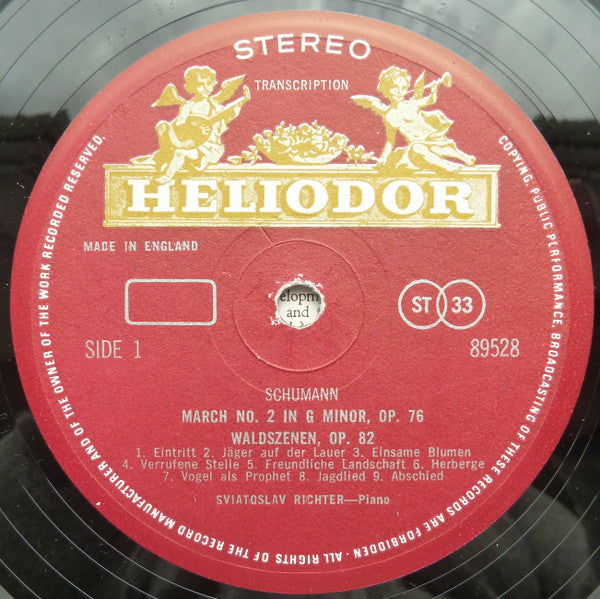 STEREO
TRANSCRIPTION
HELIODOR
MADE IN ENGLAND
ST 33
SIDE 1
89528
elopm
and
SCHUMANN
MARCH NO. 2 IN G MINOR, OP. 76
WALDSZENEN, OP. 82
1. Eintritt 2. Jäger auf der Lauer 3. Einsame Blumen
4. Verrufene Stelle 5. Freundliche Landschaft 6. Herberge
7. Vogel als Prophet 8. Jagdlied 9. Abschied
SVIATOSLAV RICHTER—Piano
ALL RIGHTS OF THE RECORD MANUFACTURER AND OF THE OWNER OF THE WORK RECORDED RESERVED. COPYING, PUBLIC PERFORMANCE, BROADCASTING OF THESE RECORDS ARE FORBIDDEN.